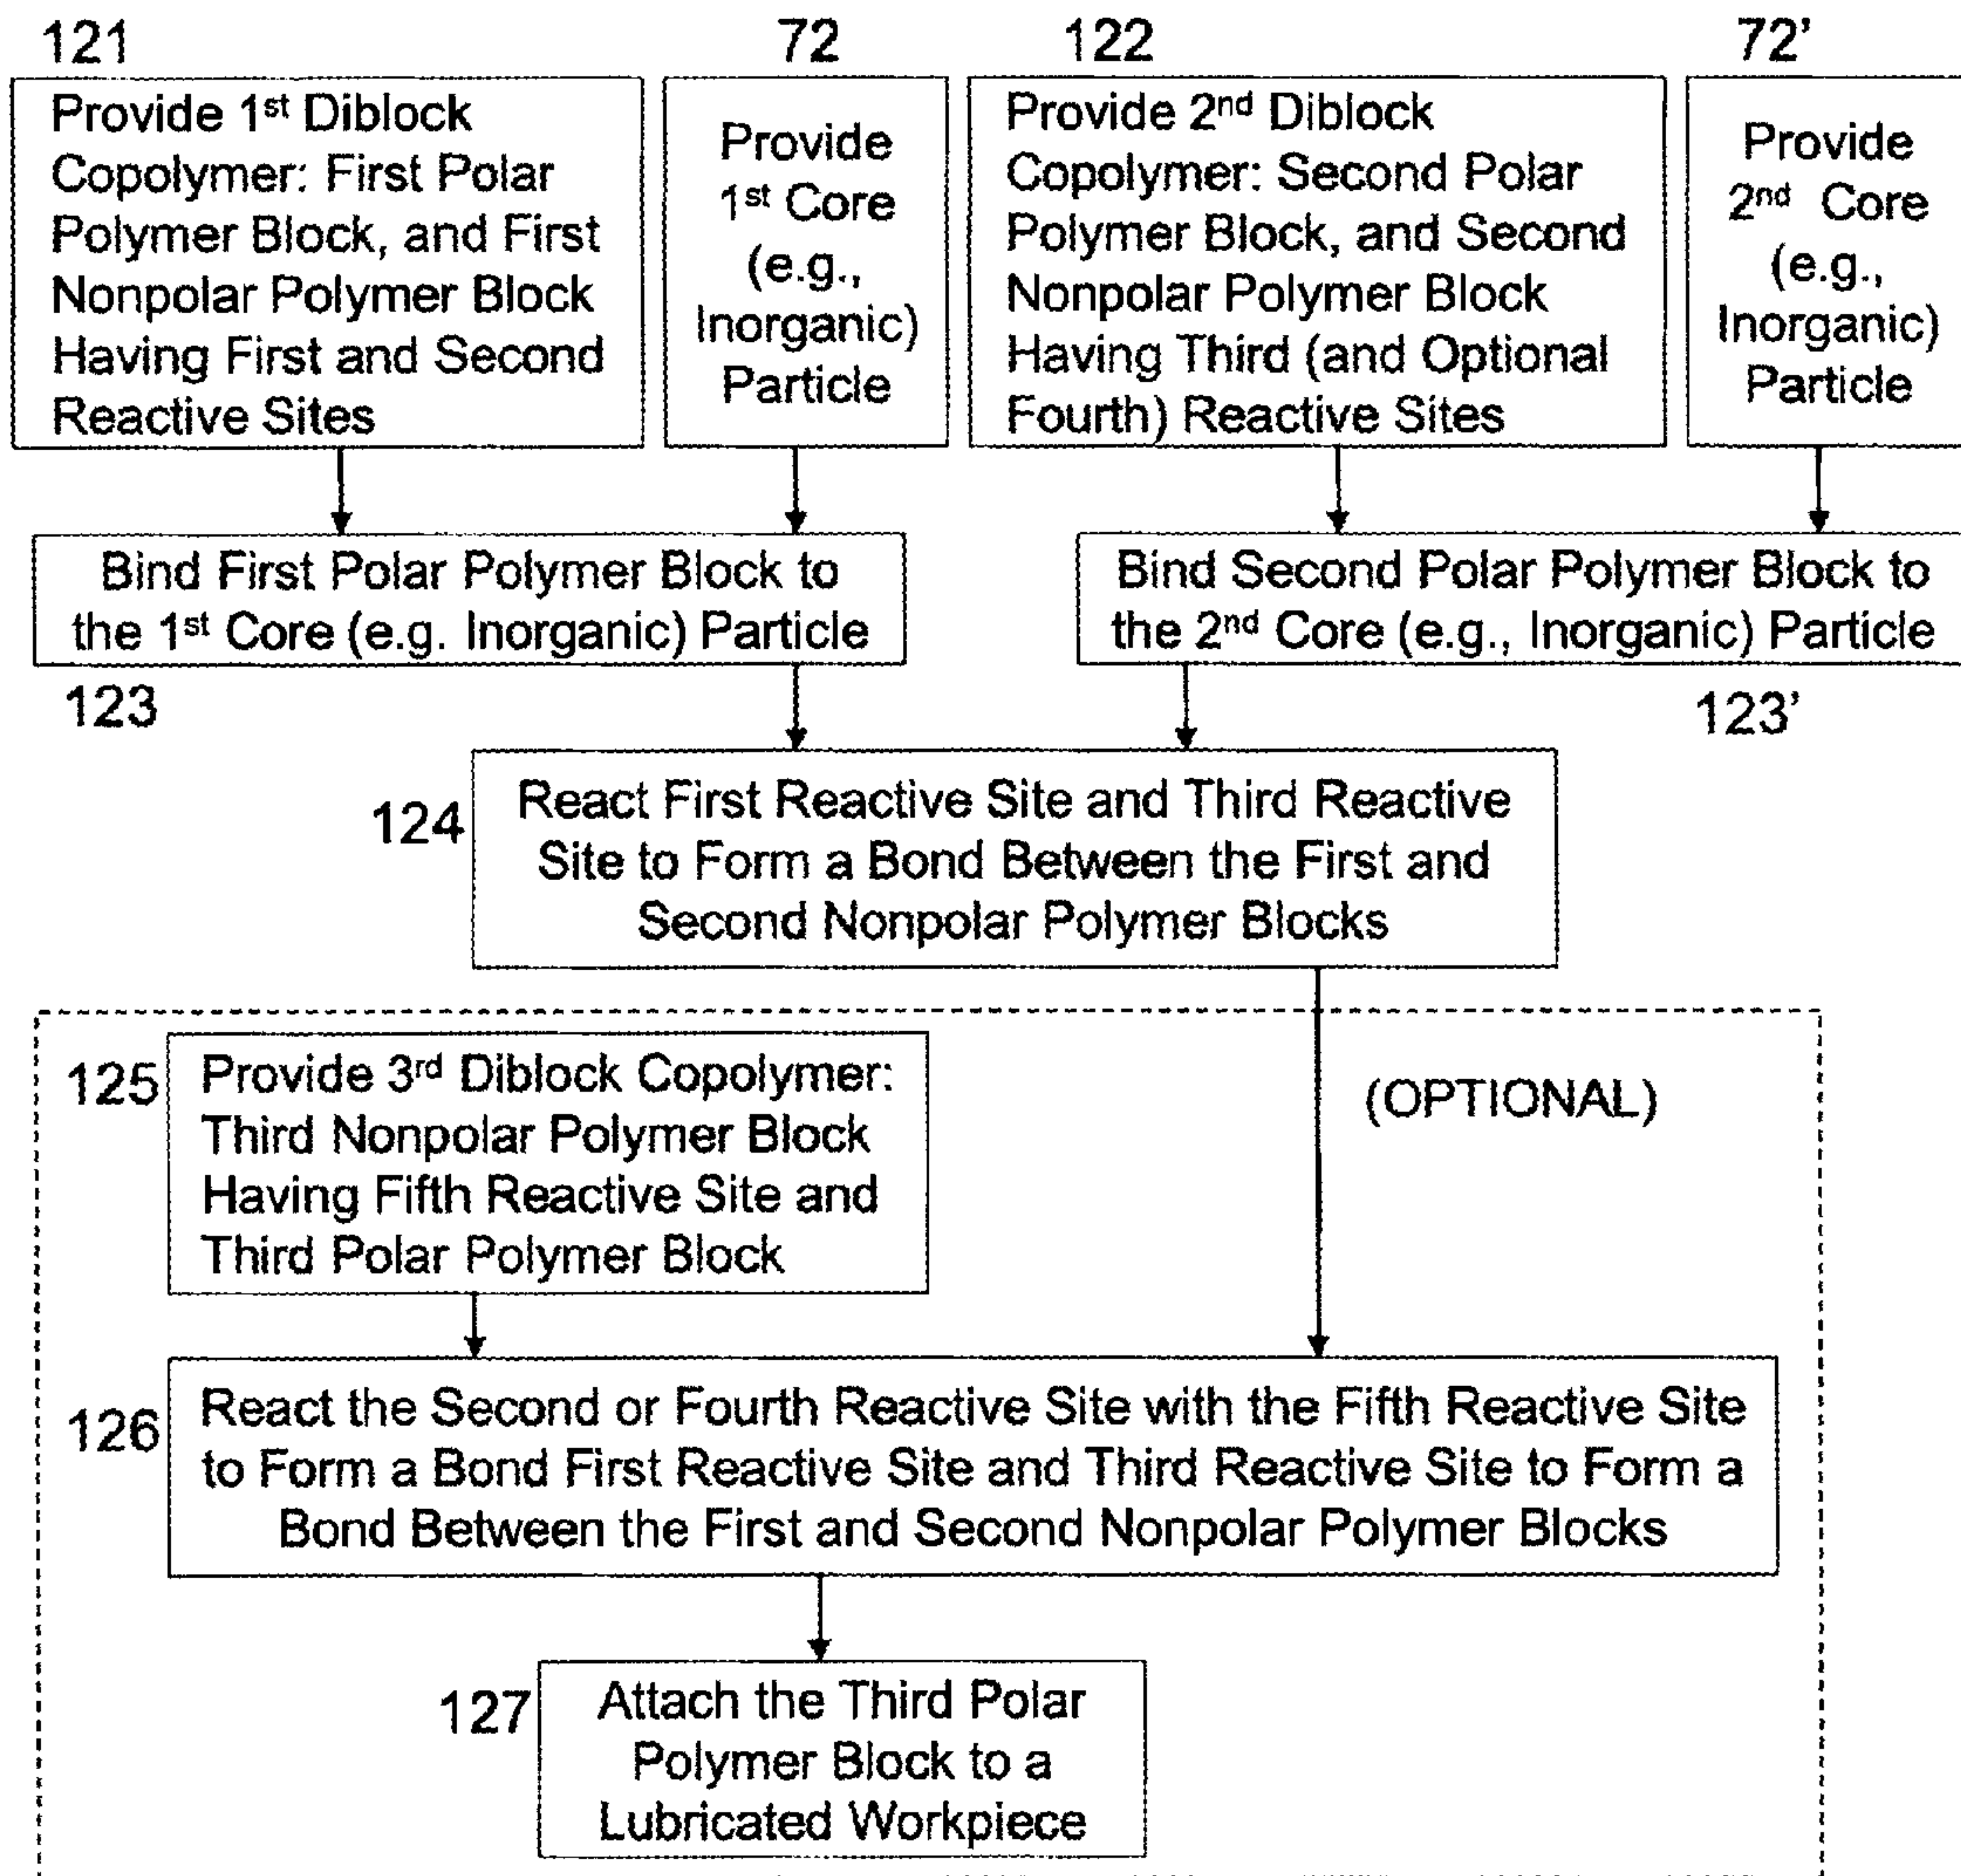 121
Provide 1st Diblock
Copolymer: First Polar
Polymer Block, and First
Nonpolar Polymer Block
Having First and Second
Reactive Sites
72
Provide
1st Core
(e.g.,
Inorganic)
Particle
122
Provide 2nd Diblock
Copolymer: Second Polar
Polymer Block, and Second
Nonpolar Polymer Block
Having Third (and Optional
Fourth) Reactive Sites
72'
Provide
2nd Core
(e.g.,
Inorganic)
Particle
Bind First Polar Polymer Block to
the 1st Core (e.g. Inorganic) Particle
123
Bind Second Polar Polymer Block to
the 2nd Core (e.g., Inorganic) Particle
123'
124
React First Reactive Site and Third Reactive
Site to Form a Bond Between the First and
Second Nonpolar Polymer Blocks
125
Provide 3rd Diblock Copolymer:
Third Nonpolar Polymer Block
Having Fifth Reactive Site and
Third Polar Polymer Block
(OPTIONAL)
126
React the Second or Fourth Reactive Site with the Fifth Reactive Site
to Form a Bond First Reactive Site and Third Reactive Site to Form a
Bond Between the First and Second Nonpolar Polymer Blocks
127
Attach the Third Polar
Polymer Block to a
Lubricated Workpiece